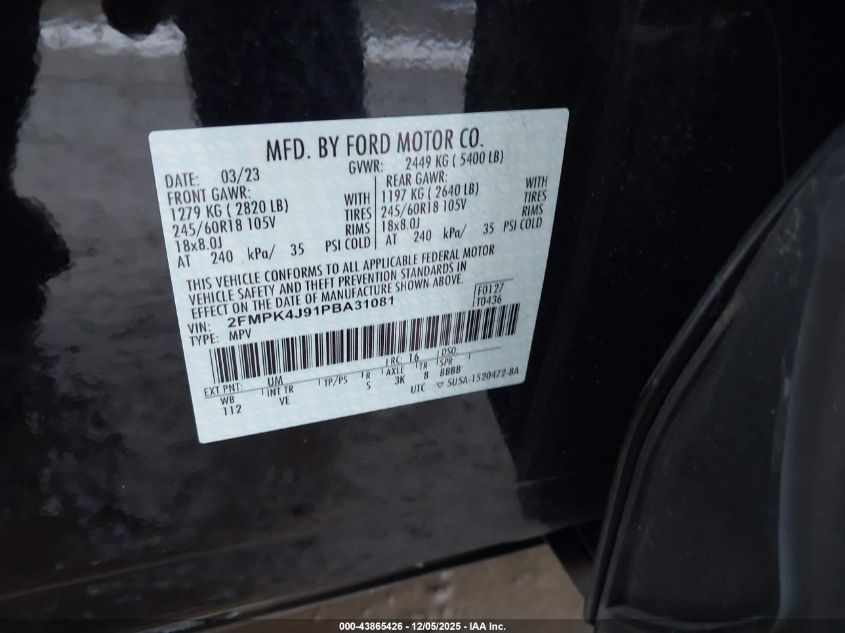 MFD. BY FORD MOTOR CO.
DATE: 03/23 GVWR: 2449 KG ( 5400 LB)
FRONT GAWR: REAR GAWR:
1279 KG ( 2820 LB) WITH 1197 KG ( 2640 LB) WITH
245/60R18 105V TIRES 245/60R18 105V TIRES
18x8.0J RIMS 18x8.0J RIMS
AT 240 kPa/ 35 PSI COLD AT 240 kPa/ 35 PSI COLD
THIS VEHICLE CONFORMS TO ALL APPLICABLE FEDERAL MOTOR
VEHICLE SAFETY AND THEFT PREVENTION STANDARDS IN
EFFECT ON THE DATE OF MANUFACTURE SHOWN ABOVE.
VIN: 2FMPK4J91PBA31081 F0127
TYPE: MPV T0436
EXT PNT: UM RC: 16 DSO:
WB INT TR TP/PS R AXLE TR SPR
112 VE S 3K B BBBB
UTC ▽ 5U5A-1520472-BA
000-43865426 - 12/05/2025 - IAA Inc.